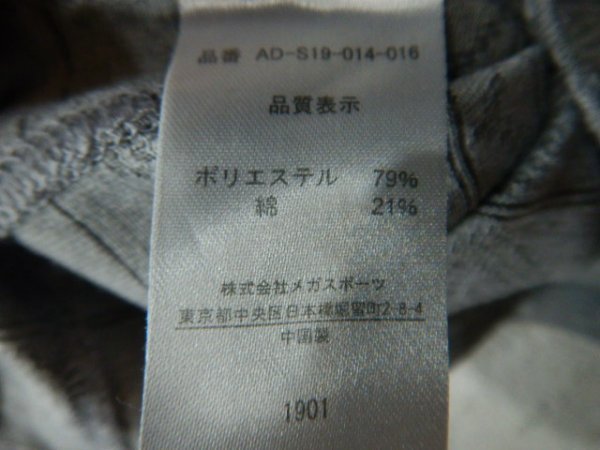 品番 AD-S19-014-016
品質表示
ポリエステル 79%
綿 21%
株式会社メガスポーツ
東京都中央区日本橋堀留町2-8-4
中国製
1901